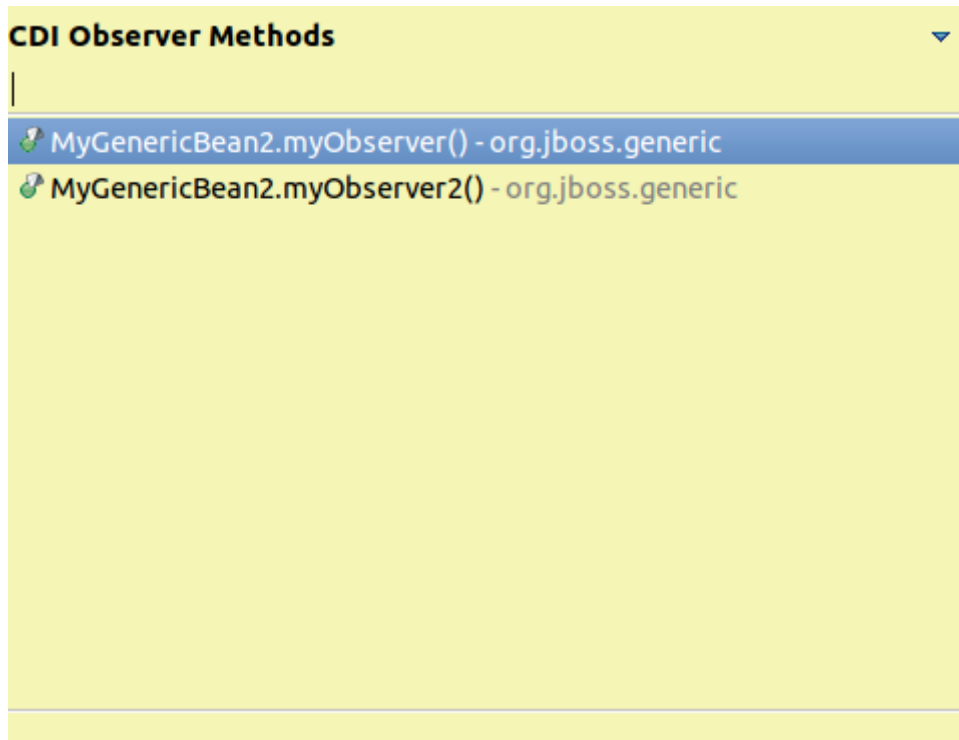 CDI Observer Methods
MyGenericBean2.myObserver() - org.jboss.generic
MyGenericBean2.myObserver2() - org.jboss.generic